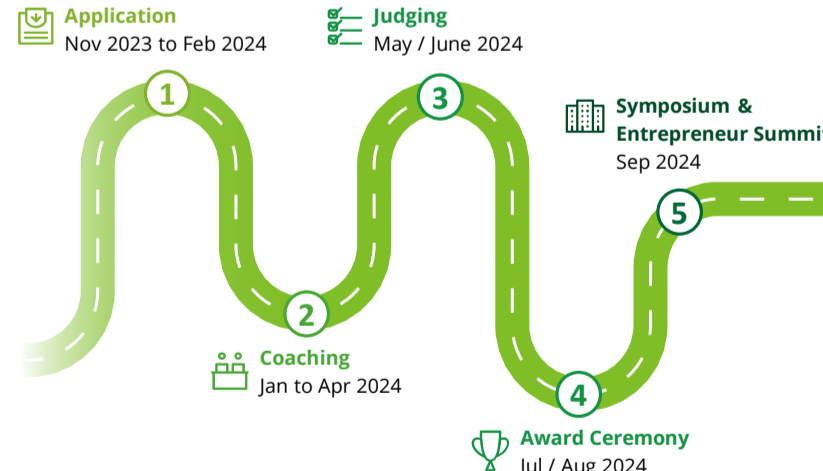 Application
Nov 2023 to Feb 2024
1
Judging
May / June 2024
3
Symposium &
Entrepreneur Summi
Sep 2024
5
2
Coaching
Jan to Apr 2024
4
Award Ceremony
Jul / Aug 2024